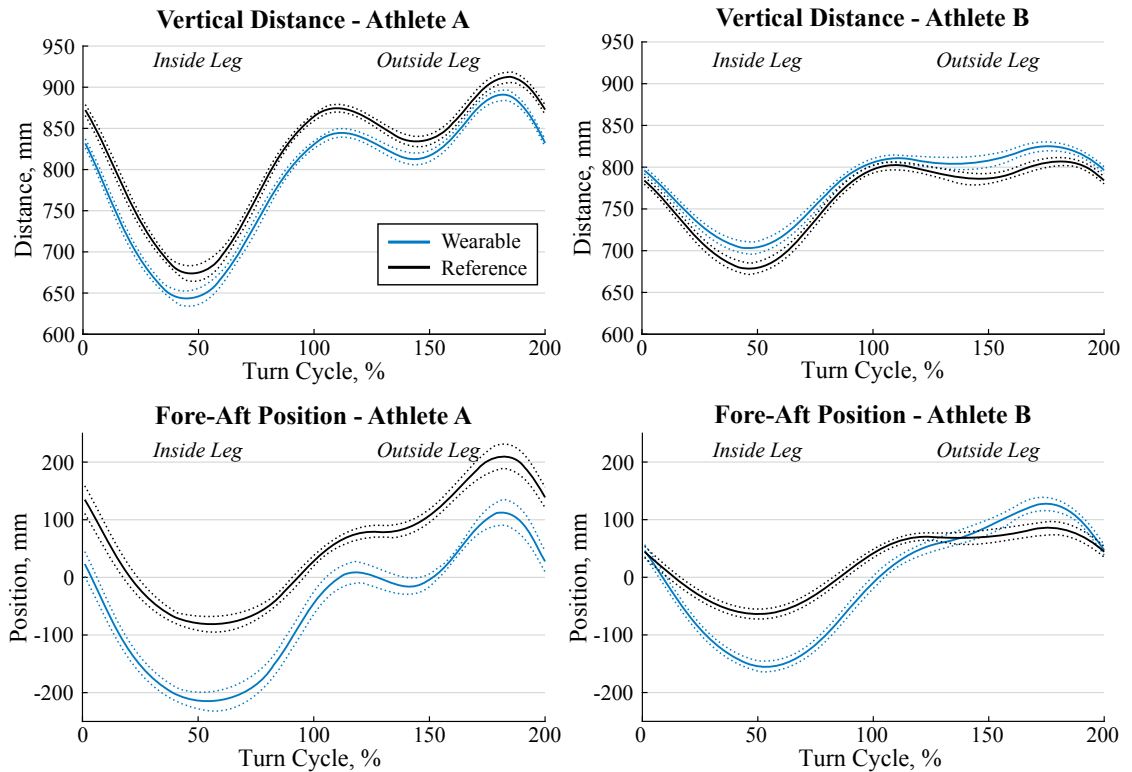 Vertical Distance - Athlete A
Inside Leg
Outside Leg
950
900
850
800
750
700
650
600
Distance, mm
Wearable
Reference
0
50
100
150
200
Turn Cycle, %
Vertical Distance - Athlete B
Inside Leg
Outside Leg
950
900
850
800
750
700
650
600
Distance, mm
0
50
100
150
200
Turn Cycle, %
Fore-Aft Position - Athlete A
Inside Leg
Outside Leg
200
100
0
-100
-200
Position, mm
0
50
100
150
200
Turn Cycle, %
Fore-Aft Position - Athlete B
Inside Leg
Outside Leg
200
100
0
-100
-200
Position, mm
0
50
100
150
200
Turn Cycle, %